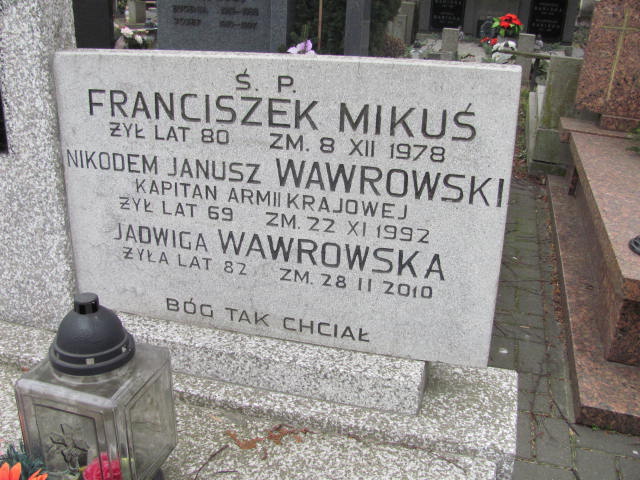 Ś. P.
FRANCISZEK MIKUŚ
ŻYŁ LAT 80 ZM. 8 XII 1978
NIKODEM JANUSZ WAWROWSKI
KAPITAN ARMII KRAJOWEJ
ŻYŁ LAT 69 ZM. 22 XI 1992
JADWIGA WAWROWSKA
ŻYŁA LAT 82 ZM. 28 II 2010
BÓG TAK CHCIAŁ